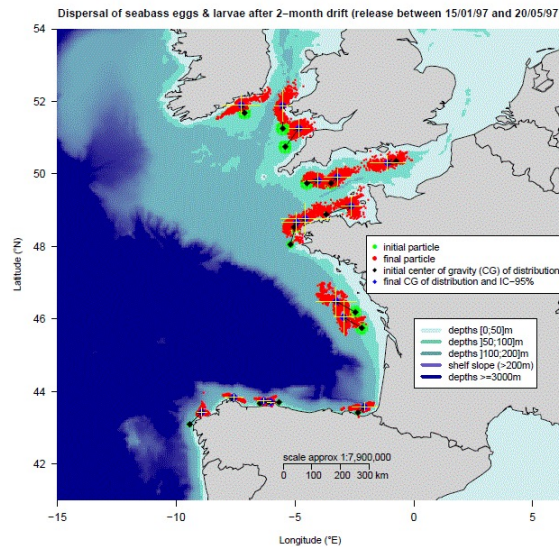 Dispersal of seabass eggs & larvae after 2−month drift (release between 15/01/97 and 20/05/97
54
52
50
48
46
44
42
Latitude (°N)
initial particle
final particle
initial center of gravity (CG) of distribution
final CG of distribution and IC−95%
depths [0;50]m
depths ]50;100]m
depths ]100;200]m
shelf slope (>200m)
depths >=3000m
scale approx 1:7,900,000
0 100 200 300 km
−15
−10
−5
0
5
Longitude (°E)